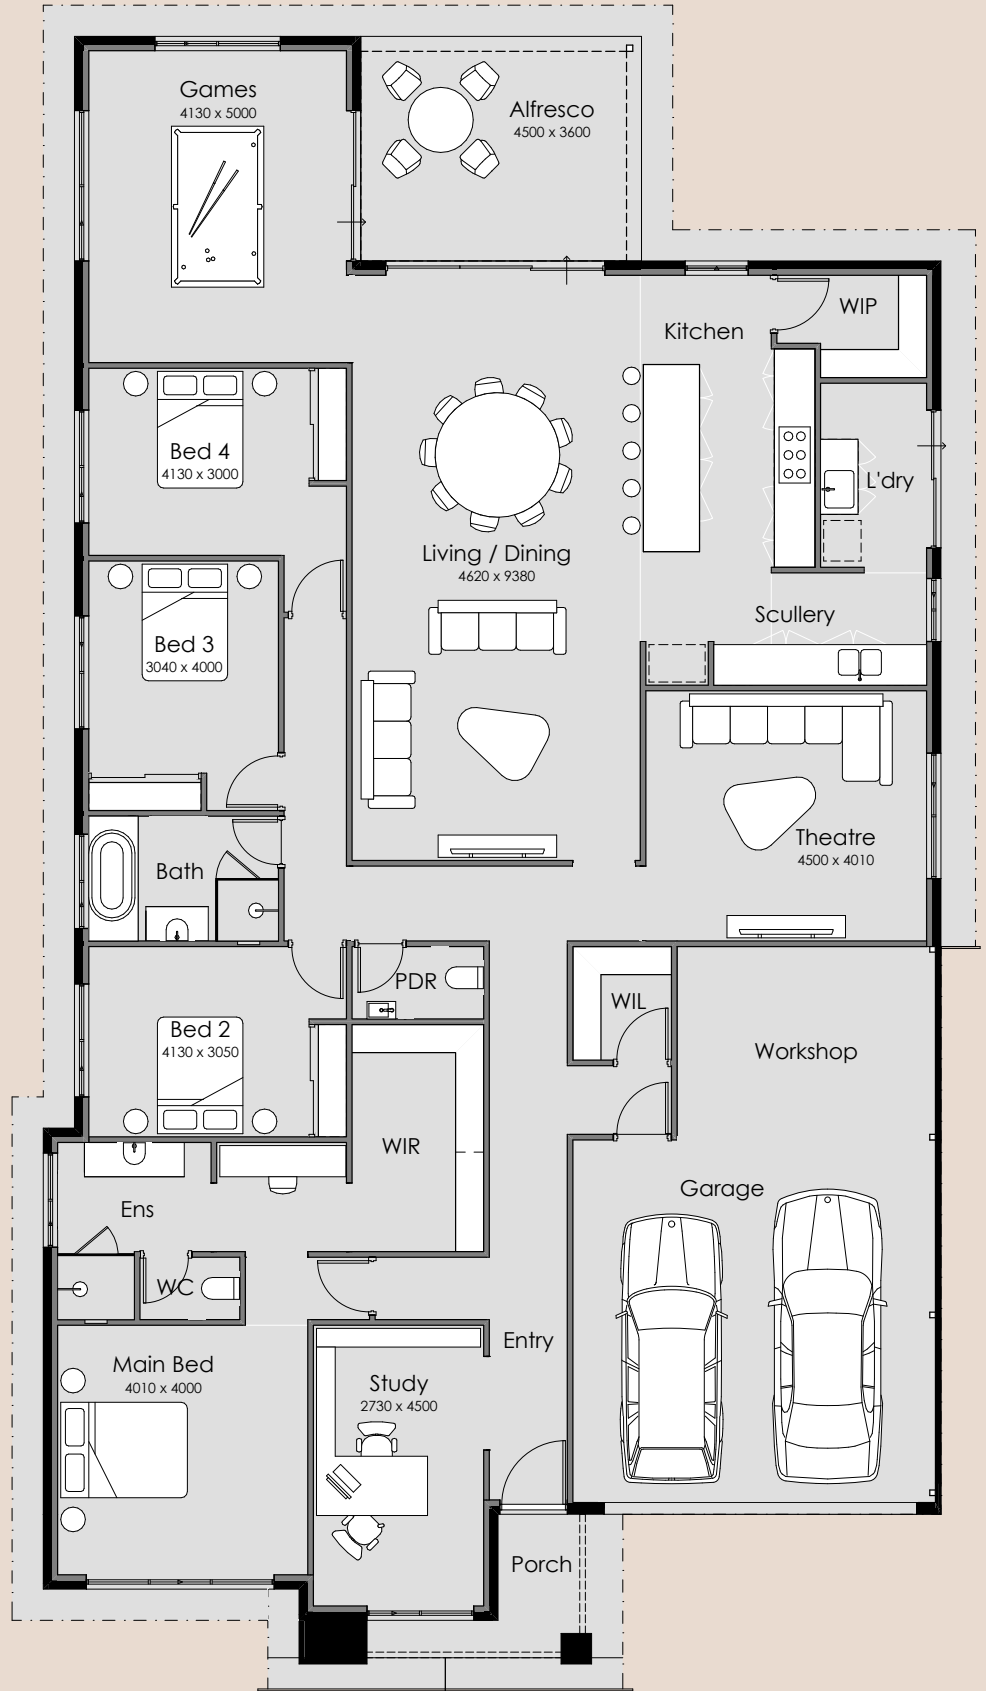 Games
4130 x 5000
Alfresco
4500 x 3600
WIP
Kitchen
Bed 4
4130 x 3000
L'dry
Living / Dining
4620 x 9380
Scullery
Bed 3
3040 x 4000
Theatre
4500 x 4010
Bath
PDR
WIL
Bed 2
4130 x 3050
Workshop
WIR
Garage
Ens
WC
Entry
Main Bed
4010 x 4000
Study
2730 x 4500
Porch